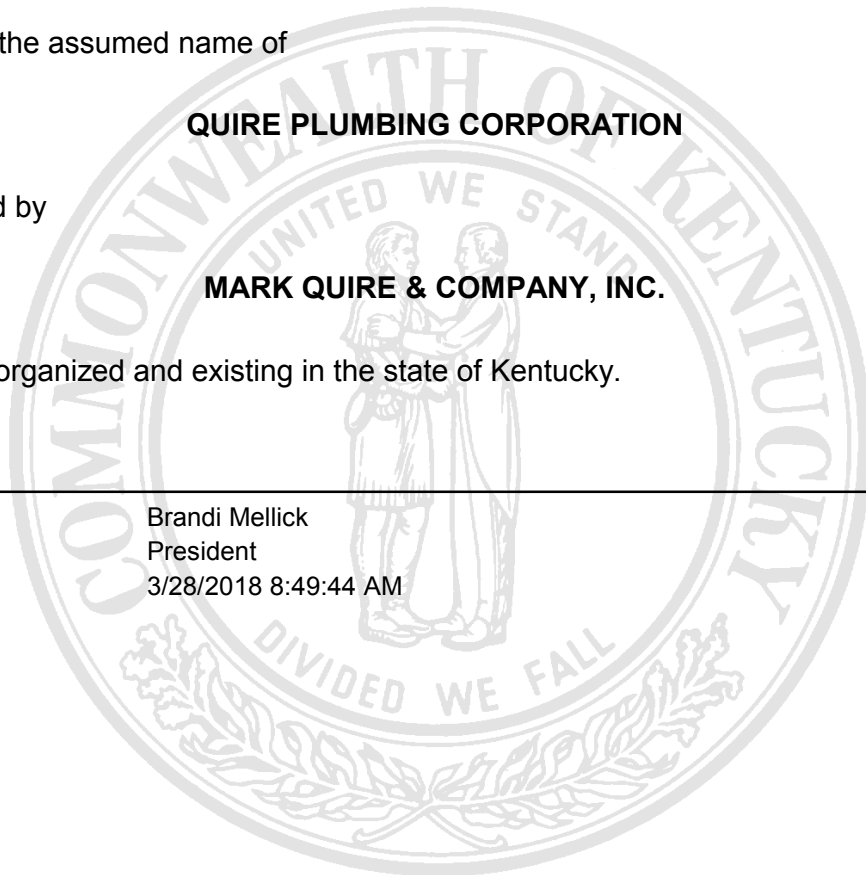 the assumed name of
QUIRE PLUMBING CORPORATION
d by
MARK QUIRE & COMPANY, INC.
organized and existing in the state of Kentucky.
Brandi Mellick
President
3/28/2018 8:49:44 AM
COMMONWEALTH OF KENTUCKY
UNITED WE STAND
DIVIDED WE FALL